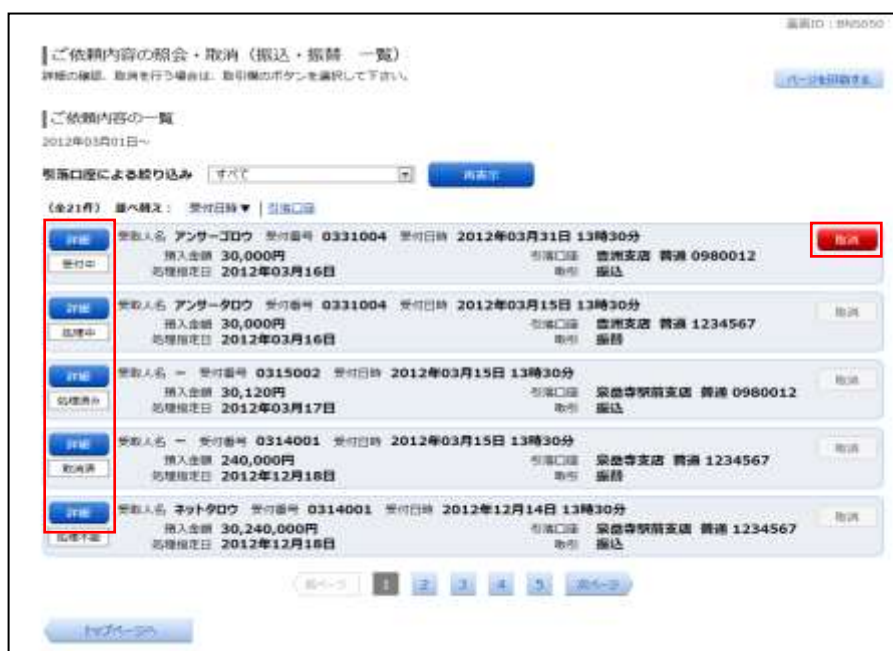 画面ID：BNS050
ご依頼内容の照会・取消（振込・振替　一覧）
詳細の確認、取消を行う場合は、取引欄のボタンを選択して下さい。
ページを印刷する
ご依頼内容の一覧
2012年03月01日～
引落口座による絞り込み すべて 再表示
（全21件） 並べ替え： 受付日時▼ | 引落口座
詳細 受取人名 アンサーゴロウ 受付番号 0331004 受付日時 2012年03月31日 13時30分 取消
受付中 預入金額 30,000円 引落口座 豊洲支店 普通 0980012
処理指定日 2012年03月16日 取引 振込
詳細 受取人名 アンサータロウ 受付番号 0331004 受付日時 2012年03月15日 13時30分 取消
処理中 預入金額 30,000円 引落口座 豊洲支店 普通 1234567
処理指定日 2012年03月16日 取引 振替
詳細 受取人名 － 受付番号 0315002 受付日時 2012年03月15日 13時30分 取消
処理済み 預入金額 30,120円 引落口座 泉岳寺駅前支店 普通 0980012
処理指定日 2012年03月17日 取引 振込
詳細 受取人名 － 受付番号 0314001 受付日時 2012年03月15日 13時30分 取消
取消済 預入金額 240,000円 引落口座 泉岳寺支店 普通 1234567
処理指定日 2012年12月18日 取引 振替
詳細 受取人名 ネットタロウ 受付番号 0314001 受付日時 2012年12月14日 13時30分 取消
処理不能 預入金額 30,240,000円 引落口座 泉岳寺駅前支店 普通 1234567
処理指定日 2012年12月18日 取引 振込
前ページ 1 2 3 4 5 次ページ
トップページへ